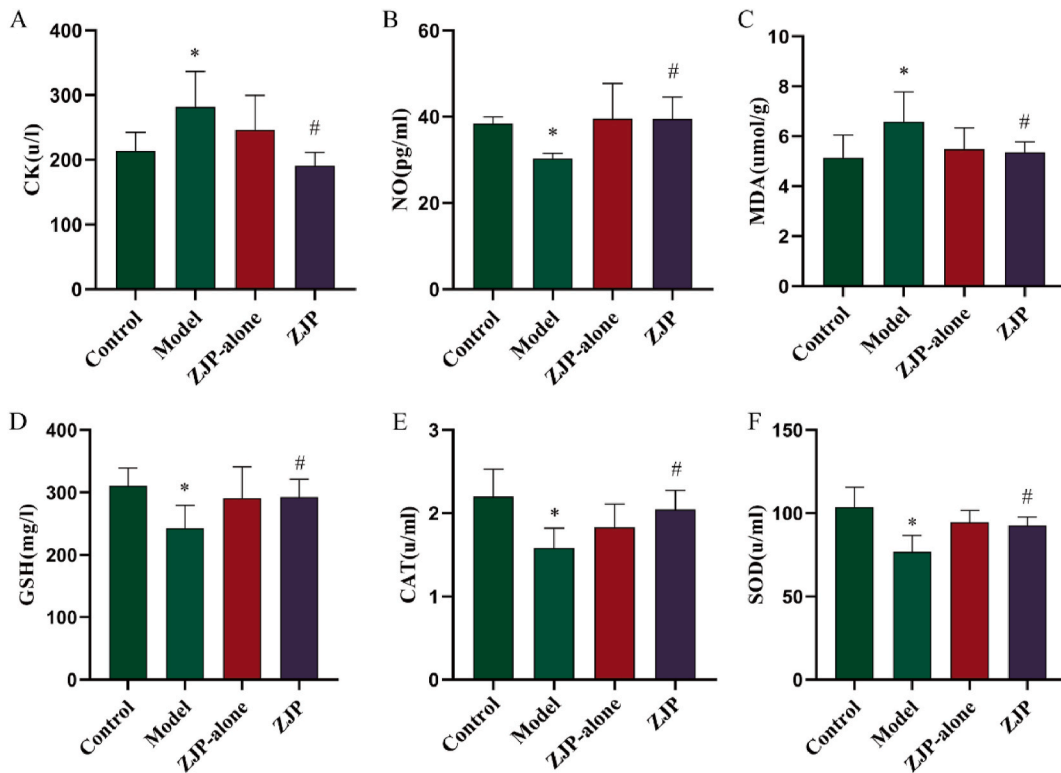 A
CK(u/l)
400
300
200
100
0
*
#
Control
Model
ZJP-alone
ZJP
B
NO(pg/ml)
60
40
20
0
*
#
Control
Model
ZJP-alone
ZJP
C
MDA(umol/g)
10
8
6
4
2
0
*
#
Control
Model
ZJP-alone
ZJP
D
GSH(mg/l)
400
300
200
100
0
*
#
Control
Model
ZJP-alone
ZJP
E
CAT(u/ml)
3
2
1
0
*
#
Control
Model
ZJP-alone
ZJP
F
SOD(u/ml)
150
100
50
0
*
#
Control
Model
ZJP-alone
ZJP